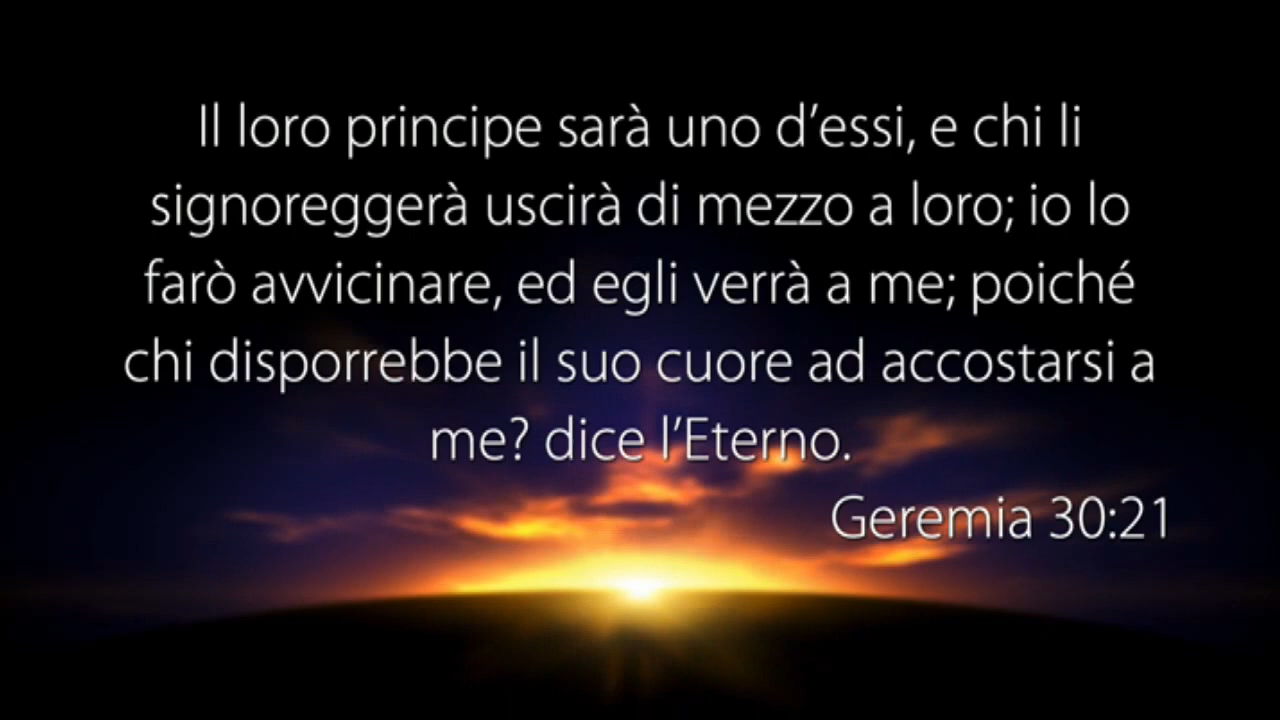 Il loro principe sarà uno d’essi, e chi li
signoreggerà uscirà di mezzo a loro; io lo
farò avvicinare, ed egli verrà a me; poiché
chi disporrebbe il suo cuore ad accostarsi a
me? dice l’Eterno.
Geremia 30:21